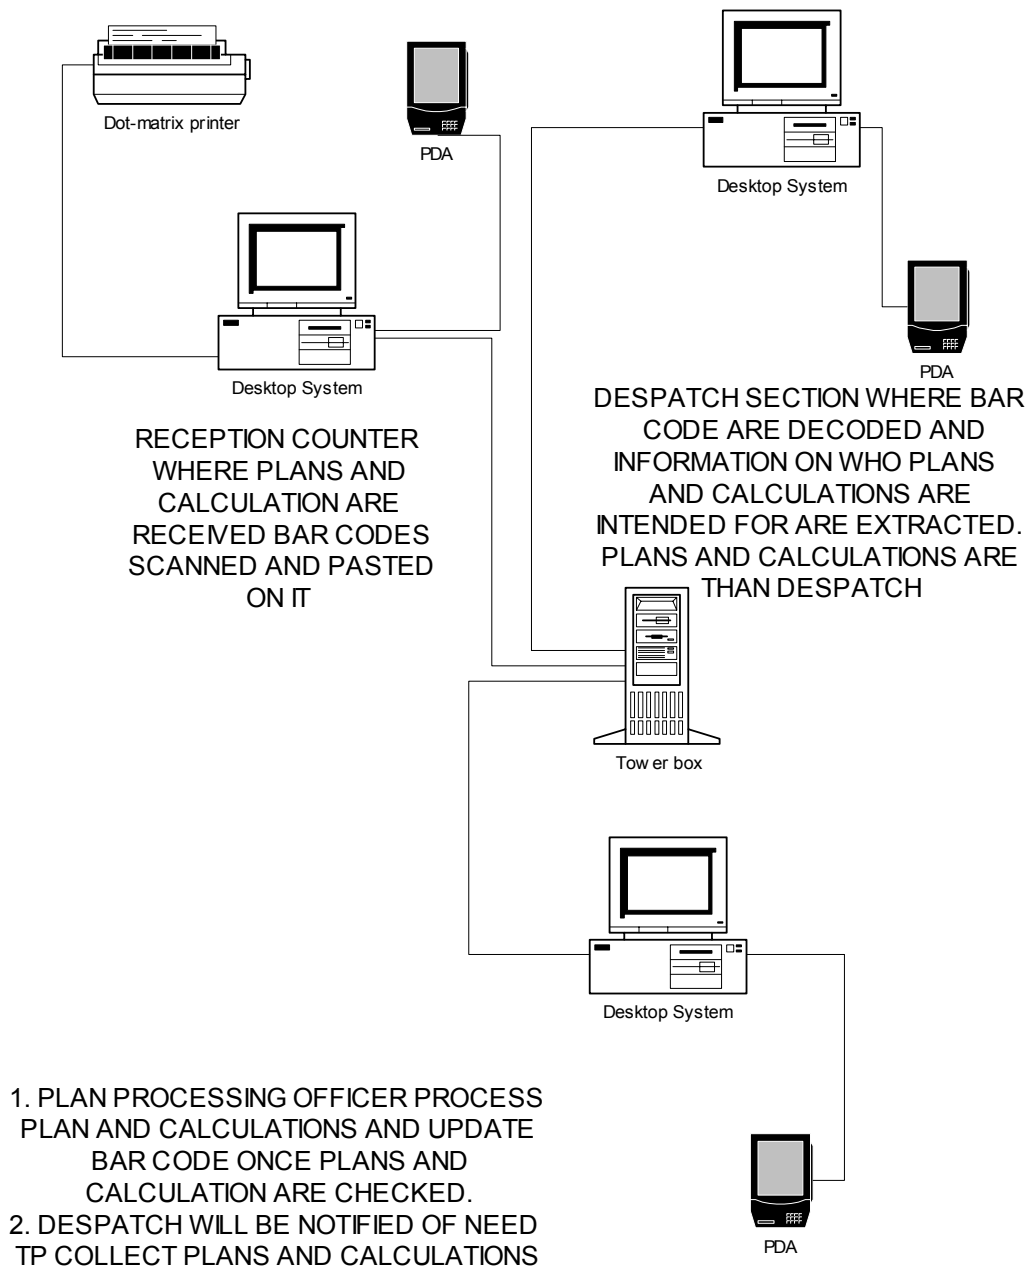 Dot-matrix printer
PDA
Desktop System
Desktop System
PDA
DESPATCH SECTION WHERE BAR
CODE ARE DECODED AND
INFORMATION ON WHO PLANS
AND CALCULATIONS ARE
INTENDED FOR ARE EXTRACTED.
PLANS AND CALCULATIONS ARE
THAN DESPATCH
RECEPTION COUNTER
WHERE PLANS AND
CALCULATION ARE
RECEIVED BAR CODES
SCANNED AND PASTED
ON IT
Tower box
Desktop System
1. PLAN PROCESSING OFFICER PROCESS
PLAN AND CALCULATIONS AND UPDATE
BAR CODE ONCE PLANS AND
CALCULATION ARE CHECKED.
2. DESPATCH WILL BE NOTIFIED OF NEED
TP COLLECT PLANS AND CALCULATIONS
PDA